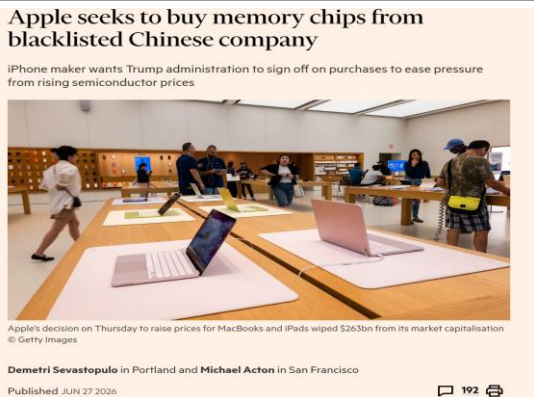 Apple seeks to buy memory chips from
blacklisted Chinese company
iPhone maker wants Trump administration to sign off on purchases to ease pressure
from rising semiconductor prices
Apple's decision on Thursday to raise prices for MacBooks and iPads wiped $263bn from its market capitalisation
© Getty Images
Demetri Sevastopulo in Portland and Michael Acton in San Francisco
Published JUN 27 2026
192